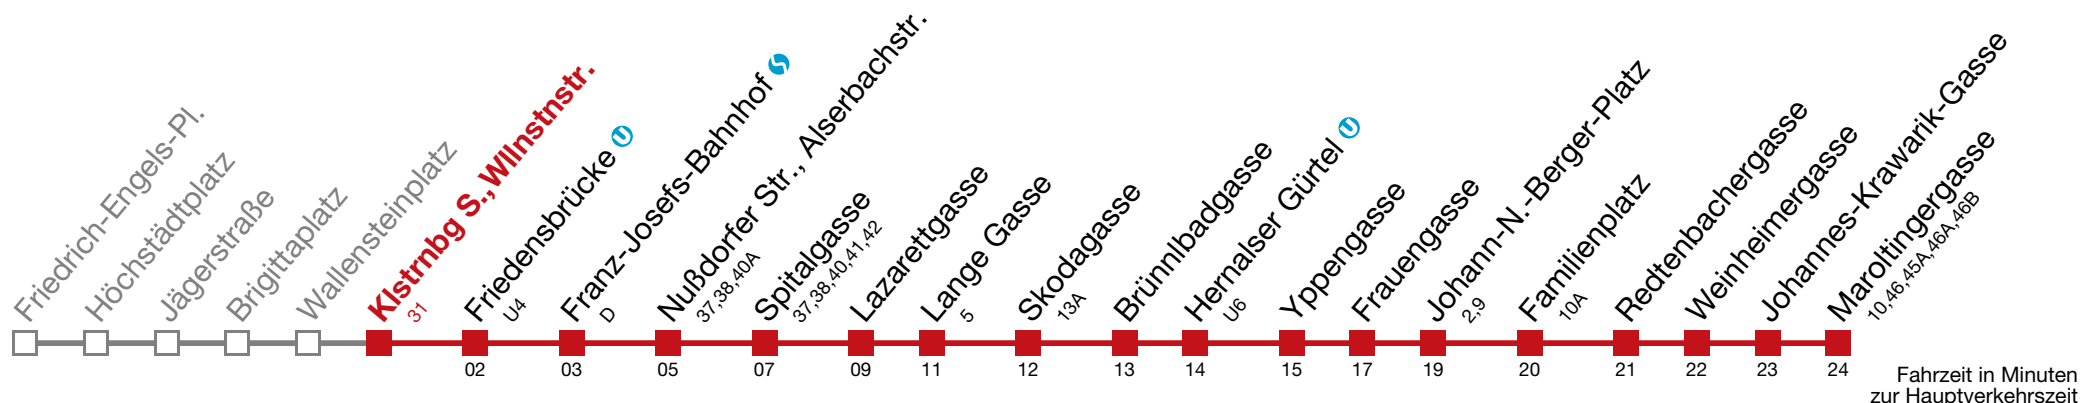 Friedrich-Engels-Pl.
Höchstädtplatz
Jägerstraße
Brigittaplatz
Wallensteinplatz
Klstrnbg S.,Wllnstnstr.
31
Friedensbrücke U
U4
Franz-Josefs-Bahnhof S
D
Nußdorfer Str., Alserbachstr.
37,38,40A
Spitalgasse
37,38,40,41,42
Lazarettgasse
Lange Gasse
5
Skodagasse
13A
Brünnlbadgasse
Hernalser Gürtel U
U6
Yppengasse
Frauengasse
Johann-N.-Berger-Platz
2,9
Familienplatz
10A
Redtenbachergasse
Weinheimergasse
Johannes-Krawarik-Gasse
Maroltingergasse
10,46,45A,46A,46B
02 03 05 07 09 11 12 13 14 15 17 19 20 21 22 23 24
Fahrzeit in Minuten
zur Hauptverkehrszeit